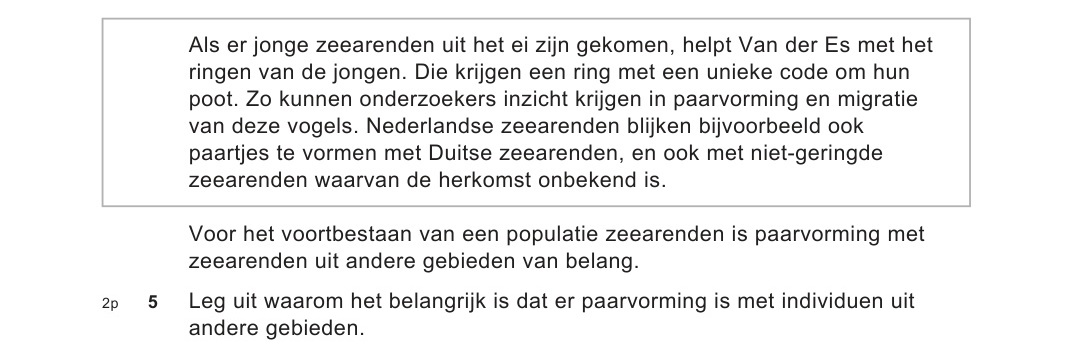 Als er jonge zeearenden uit het ei zijn gekomen, helpt Van der Es met het
ringen van de jongen. Die krijgen een ring met een unieke code om hun
poot. Zo kunnen onderzoekers inzicht krijgen in paarvorming en migratie
van deze vogels. Nederlandse zeearenden blijken bijvoorbeeld ook
paartjes te vormen met Duitse zeearenden, en ook met niet-geringde
zeearenden waarvan de herkomst onbekend is.
Voor het voortbestaan van een populatie zeearenden is paarvorming met
zeearenden uit andere gebieden van belang.
2p 5 Leg uit waarom het belangrijk is dat er paarvorming is met individuen uit
andere gebieden.